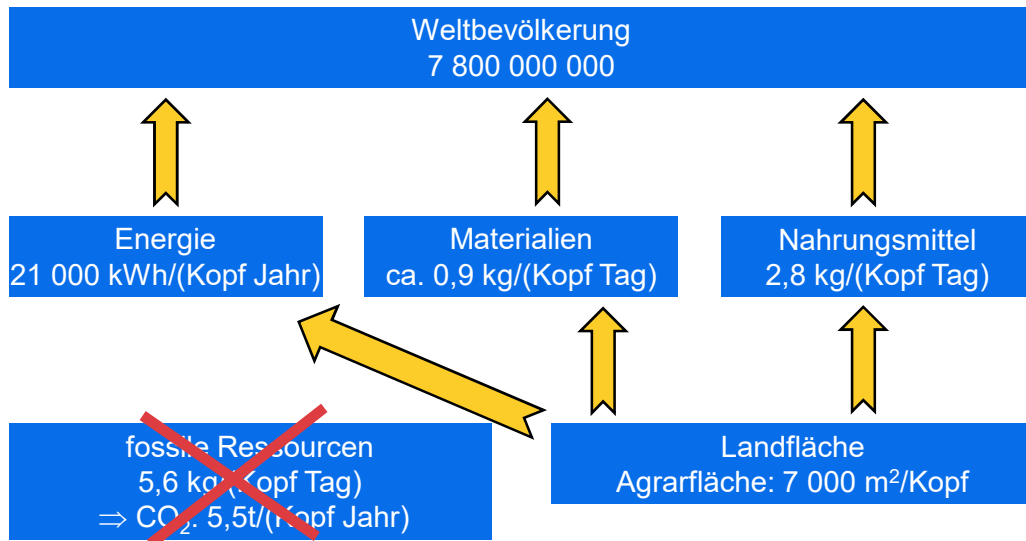 Weltbevölkerung
7 800 000 000
Energie
21 000 kWh/(Kopf Jahr)
Materialien
ca. 0,9 kg/(Kopf Tag)
Nahrungsmittel
2,8 kg/(Kopf Tag)
fossile Ressourcen
5,6 kg/(Kopf Tag)
⇒ CO₂: 5,5t/(Kopf Jahr)
Landfläche
Agrarfläche: 7 000 m²/Kopf